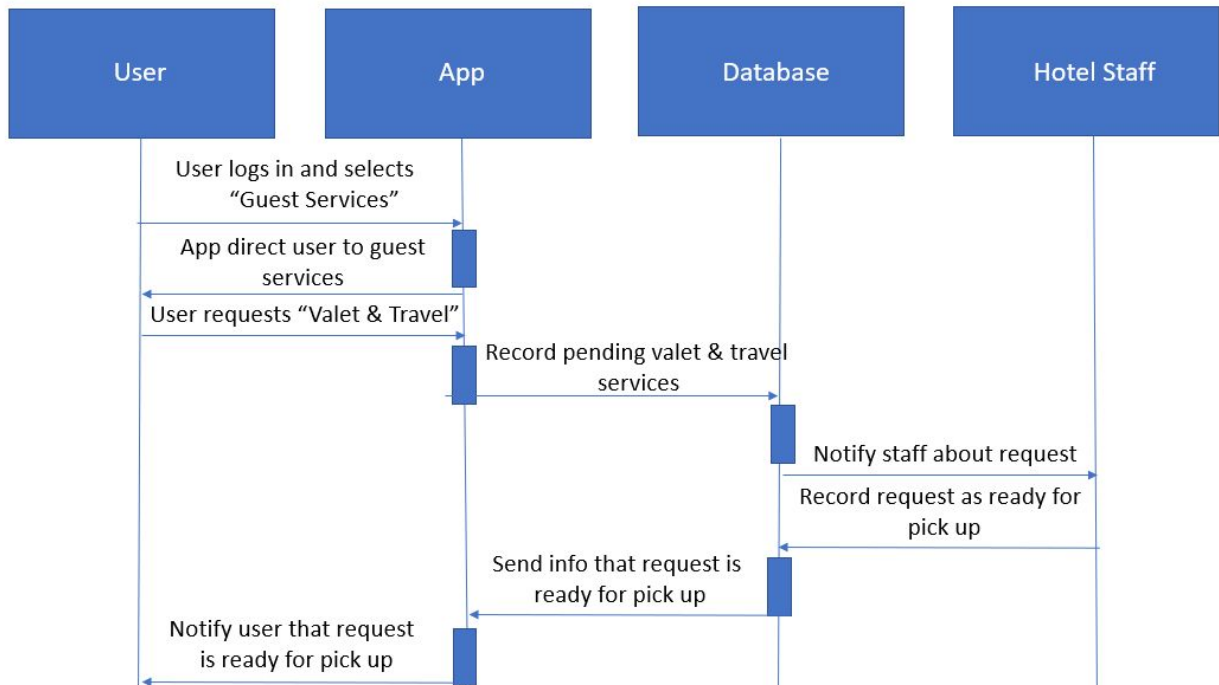 User
App
Database
Hotel Staff
User logs in and selects
“Guest Services”
App direct user to guest
services
User requests “Valet & Travel”
Record pending valet & travel
services
Notify staff about request
Record request as ready for
pick up
Send info that request is
ready for pick up
Notify user that request
is ready for pick up